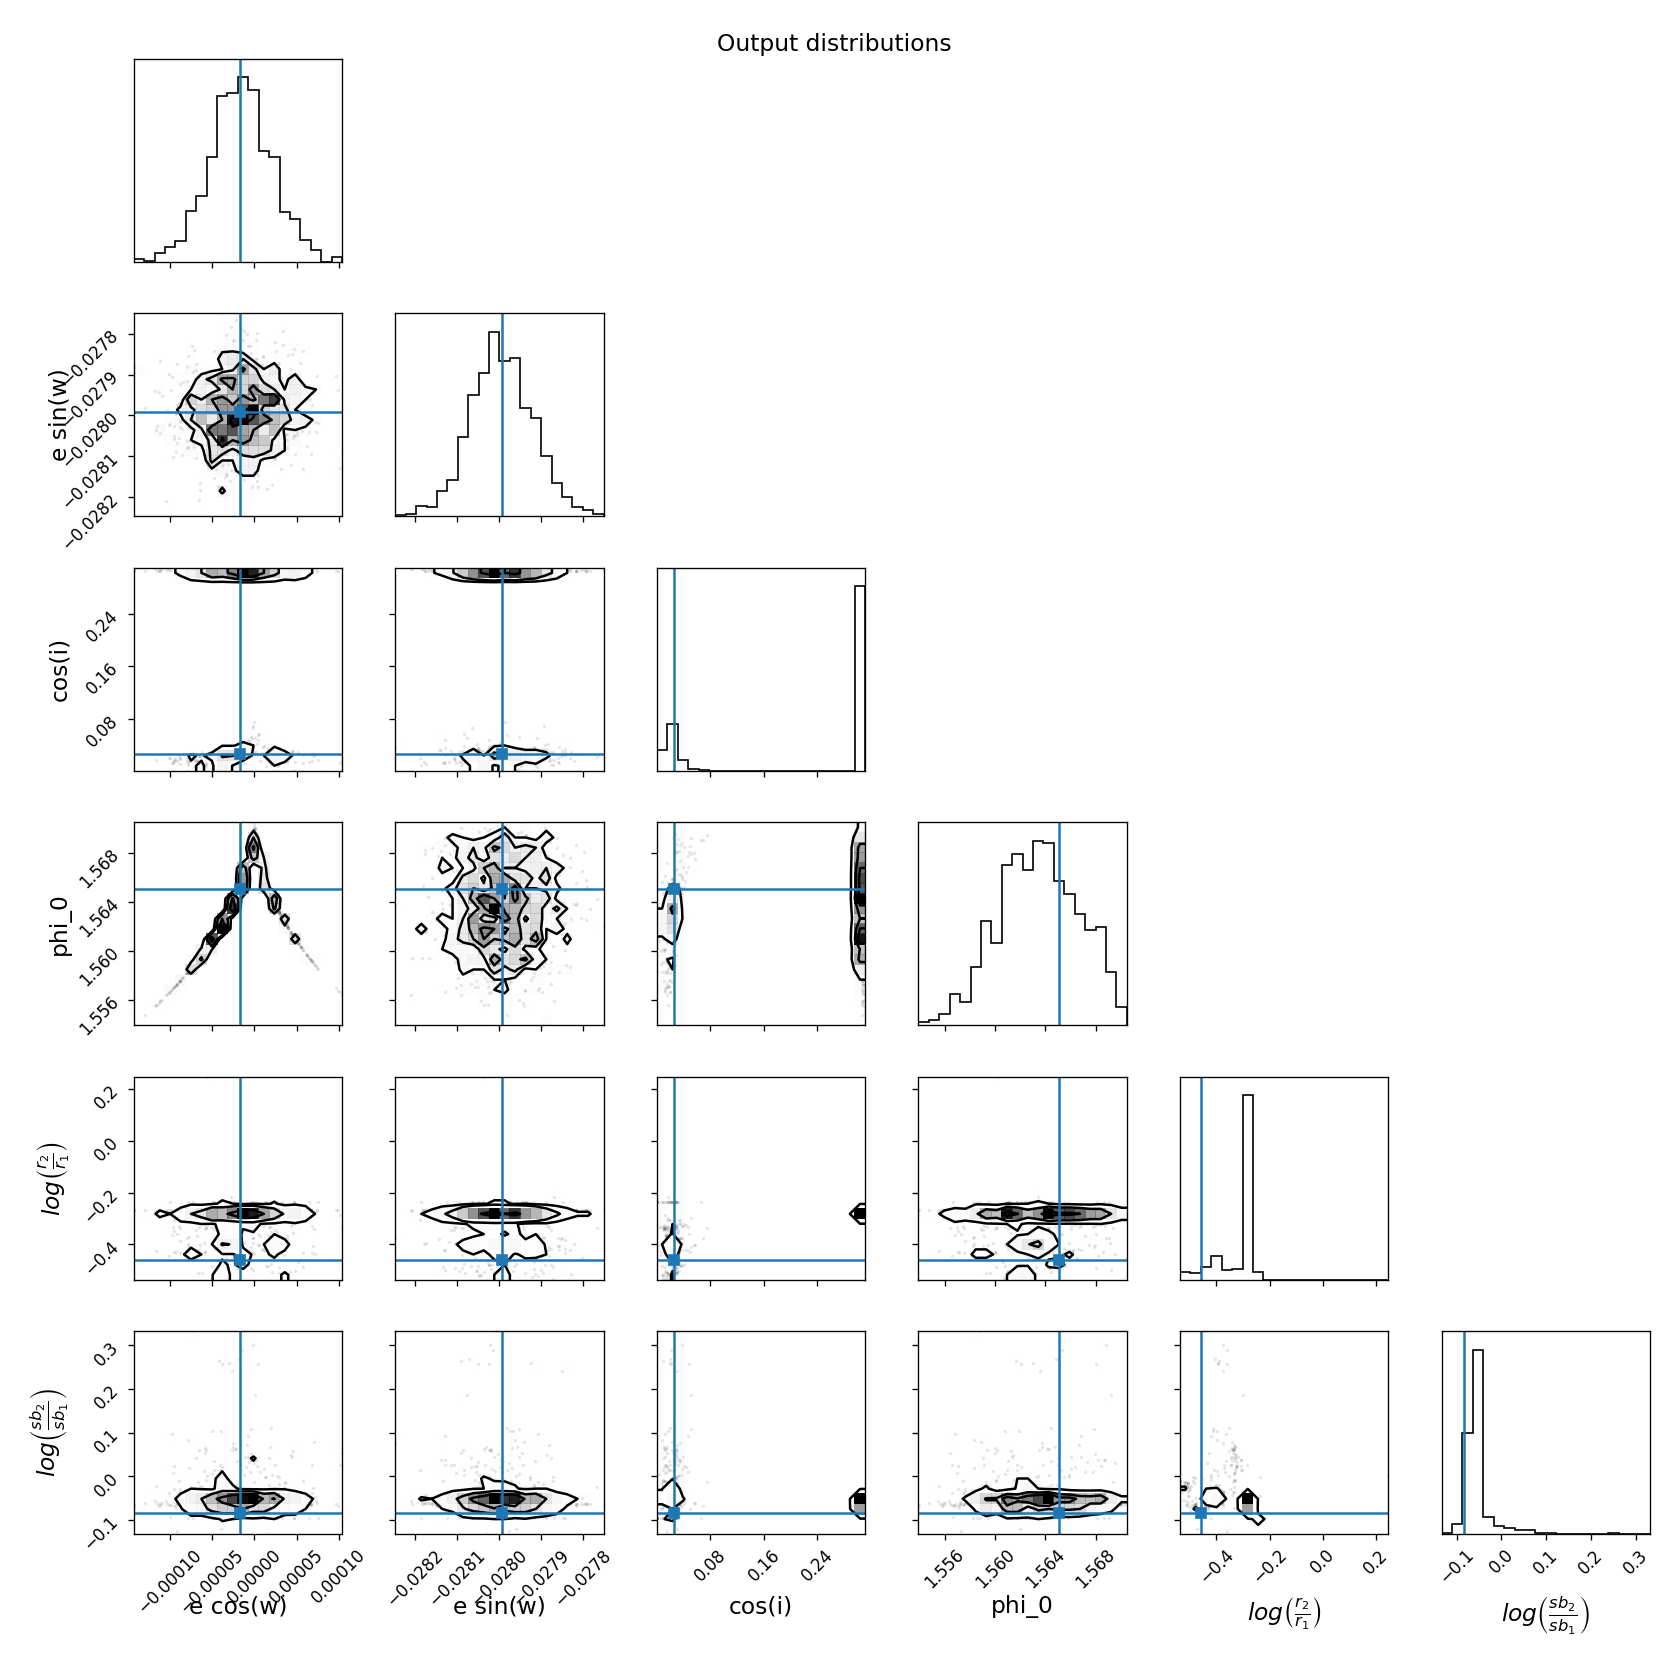 Output distributions
e sin(w)
−0.0278
−0.0279
−0.0280
−0.0281
−0.0282
cos(i)
0.24
0.16
0.08
phi_0
1.568
1.564
1.560
1.556
log(r₂/r₁)
0.2
0.0
−0.2
−0.4
log(sb₂/sb₁)
0.3
0.2
0.1
0.0
−0.1
−0.00010 −0.00005 0.00000 0.00005 0.00010
−0.0282 −0.0281 −0.0280 −0.0279 −0.0278
0.08 0.16 0.24
1.556 1.560 1.564 1.568
−0.4 −0.2 0.0 0.2
−0.1 0.0 0.1 0.2 0.3
e cos(w) e sin(w) cos(i) phi_0 log(r₂/r₁) log(sb₂/sb₁)